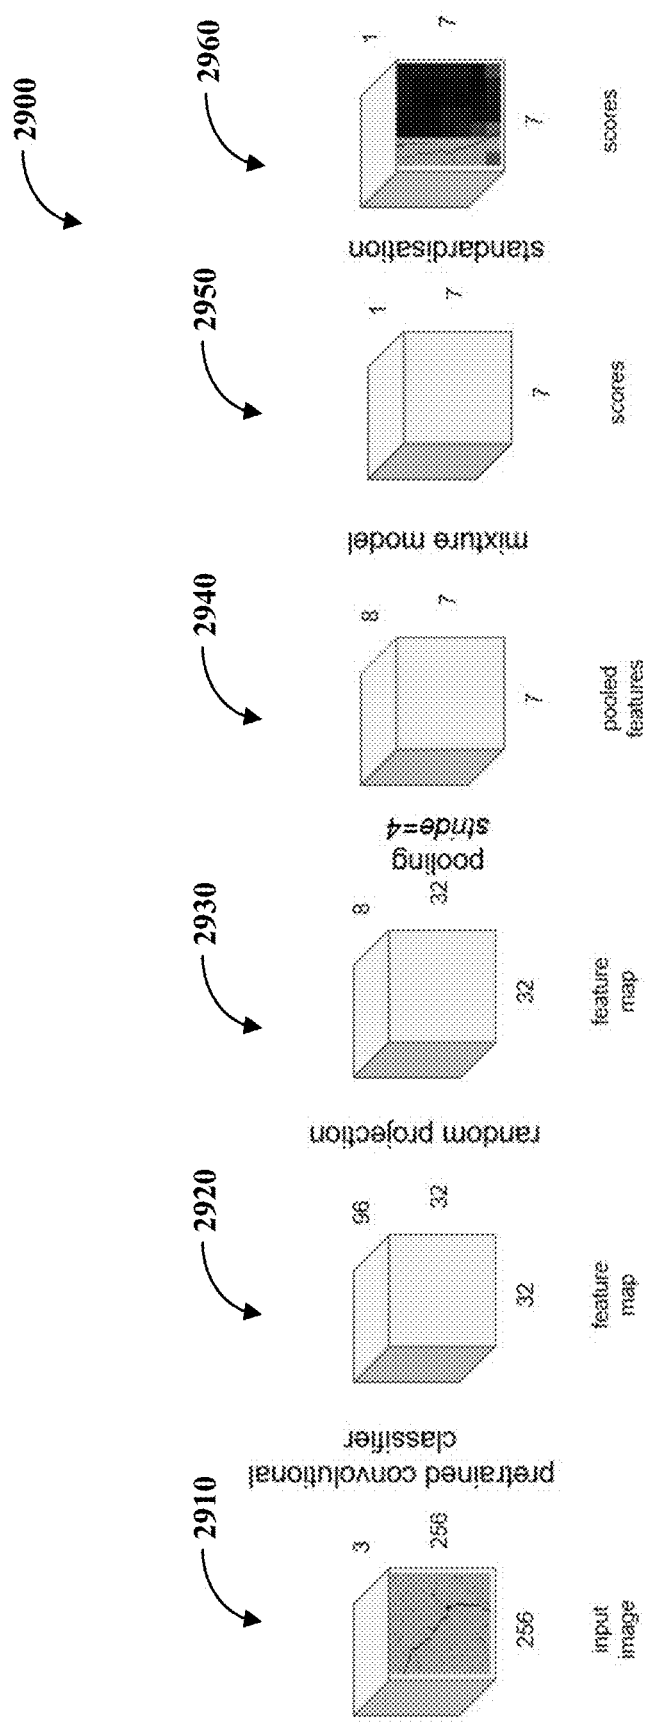 2900
2910
3
256
256
input
image
pretrained convolutional
classifier
2920
96
32
32
feature
map
random projection
2930
8
32
32
feature
map
pooling
stride=4
2940
8
7
7
pooled
features
mixture model
2950
1
7
7
scores
standardisation
2960
1
7
7
scores